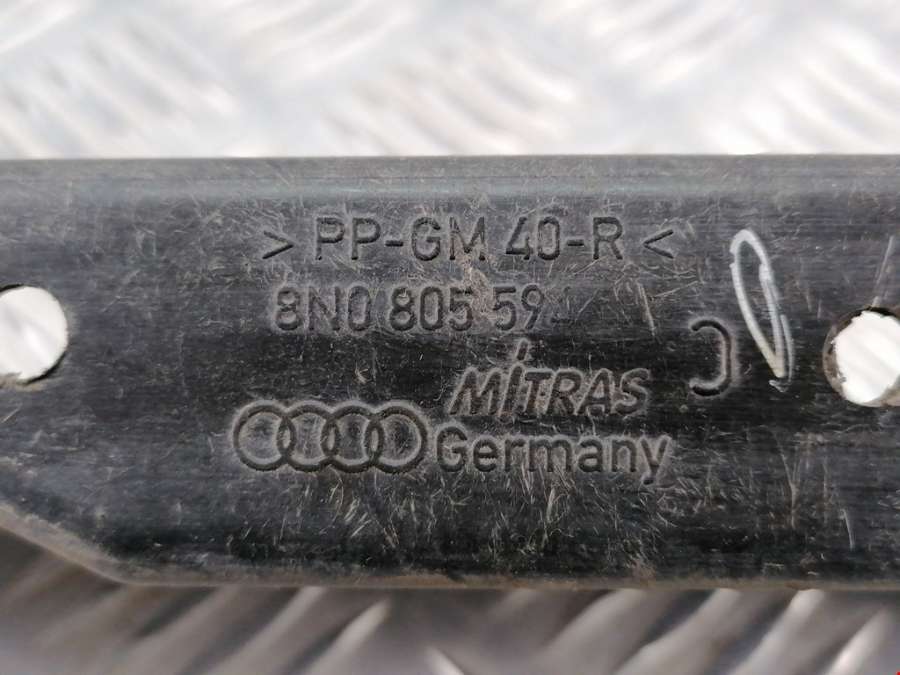 > PP-GM 40-R <
8N0 805 59
MITRAS
Germany